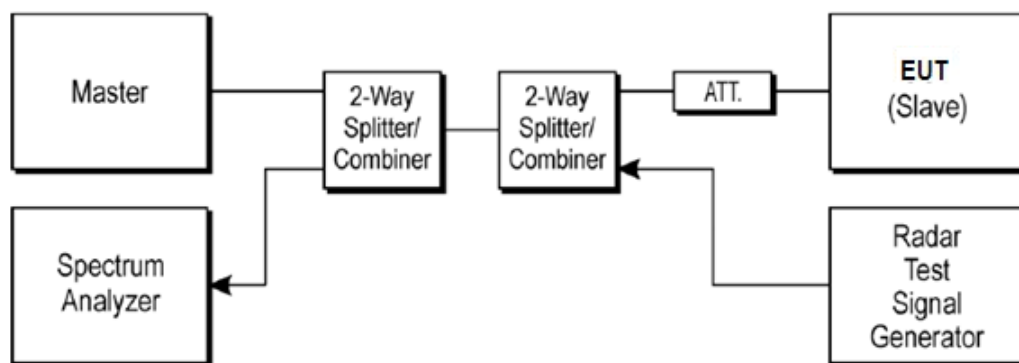 Master
2-Way
Splitter/
Combiner
2-Way
Splitter/
Combiner
ATT.
EUT
(Slave)
Spectrum
Analyzer
Radar
Test
Signal
Generator